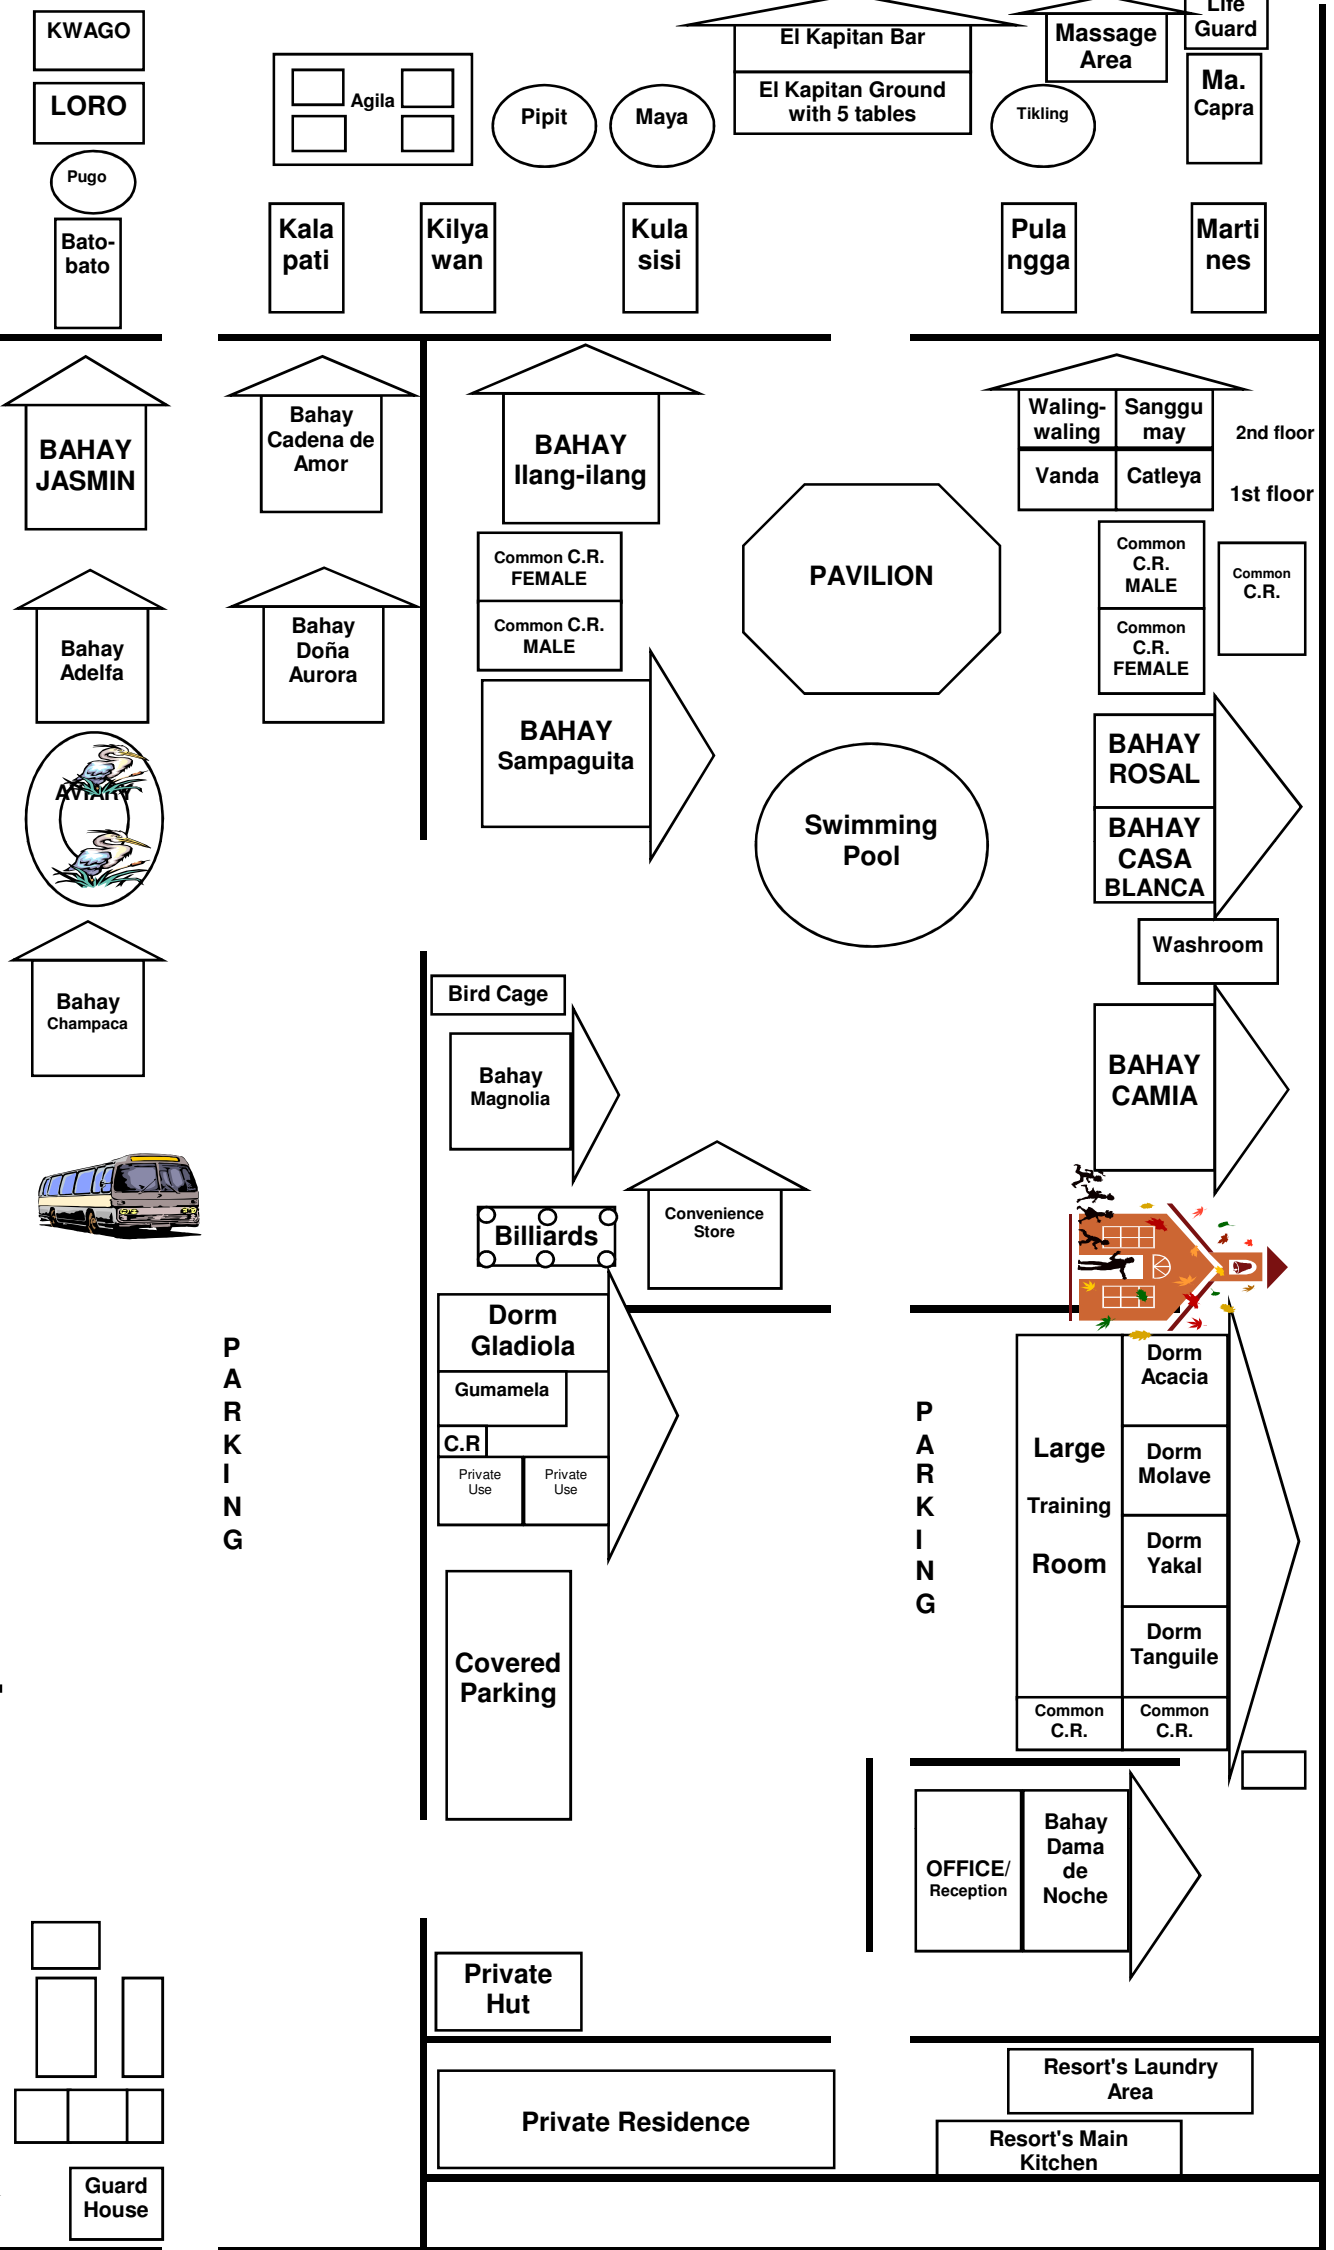 KWAGO
LORO
Pugo
Bato-
bato
Agila
Pipit
Maya
El Kapitan Bar
El Kapitan Ground
with 5 tables
Massage
Area
Life
Guard
Tikling
Ma.
Capra
Kala
pati
Kilya
wan
Kula
sisi
Pula
ngga
Marti
nes
BAHAY
JASMIN
Bahay
Cadena de
Amor
BAHAY
Ilang-ilang
Waling-
waling
Sanggu
may
2nd floor
Vanda
Catleya
1st floor
Common C.R.
FEMALE
Common C.R.
MALE
PAVILION
Common
C.R.
MALE
Common
C.R.
FEMALE
Common
C.R.
Bahay
Adelfa
Bahay
Doña
Aurora
AVIARY
BAHAY
Sampaguita
Swimming
Pool
BAHAY
ROSAL
BAHAY
CASA
BLANCA
Washroom
Bahay
Champaca
Bird Cage
Bahay
Magnolia
BAHAY
CAMIA
Billiards
Convenience
Store
P
A
R
K
I
N
G
Dorm
Gladiola
Gumamela
C.R
Private
Use
Private
Use
Covered
Parking
P
A
R
K
I
N
G
Large
Training
Room
Dorm
Acacia
Dorm
Molave
Dorm
Yakal
Dorm
Tanguile
Common
C.R.
Common
C.R.
OFFICE/
Reception
Bahay
Dama
de
Noche
Private
Hut
Private Residence
Resort's Laundry
Area
Resort's Main
Kitchen
Guard
House